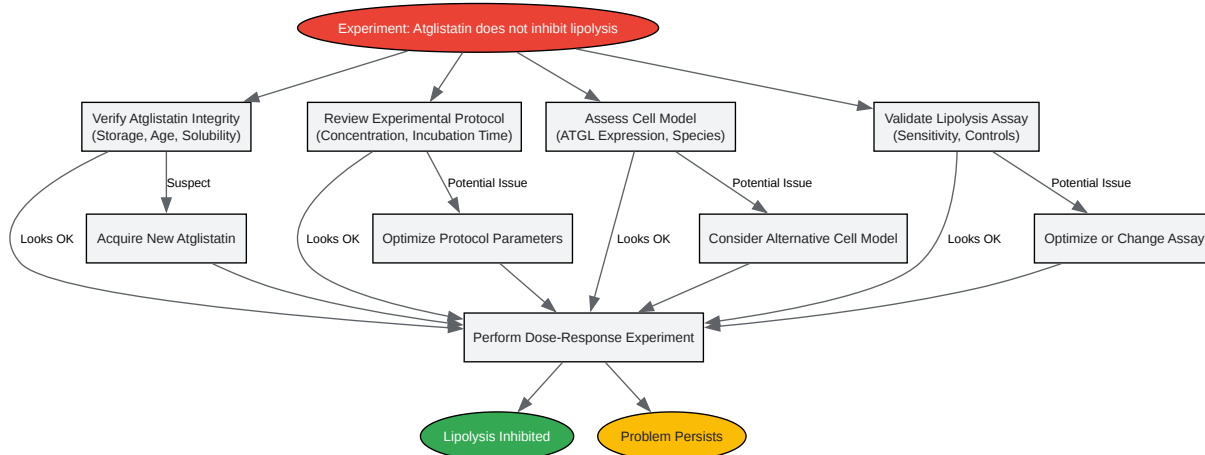 Experiment: Atglistatin does not inhibit lipolysis
Verify Atglistatin Integrity
(Storage, Age, Solubility)
Review Experimental Protocol
(Concentration, Incubation Time)
Assess Cell Model
(ATGL Expression, Species)
Validate Lipolysis Assay
(Sensitivity, Controls)
Suspect
Potential Issue
Potential Issue
Potential Issue
Looks OK
Acquire New Atglistatin
Looks OK
Optimize Protocol Parameters
Looks OK
Consider Alternative Cell Model
Looks OK
Optimize or Change Assay
Perform Dose-Response Experiment
Lipolysis Inhibited
Problem Persists